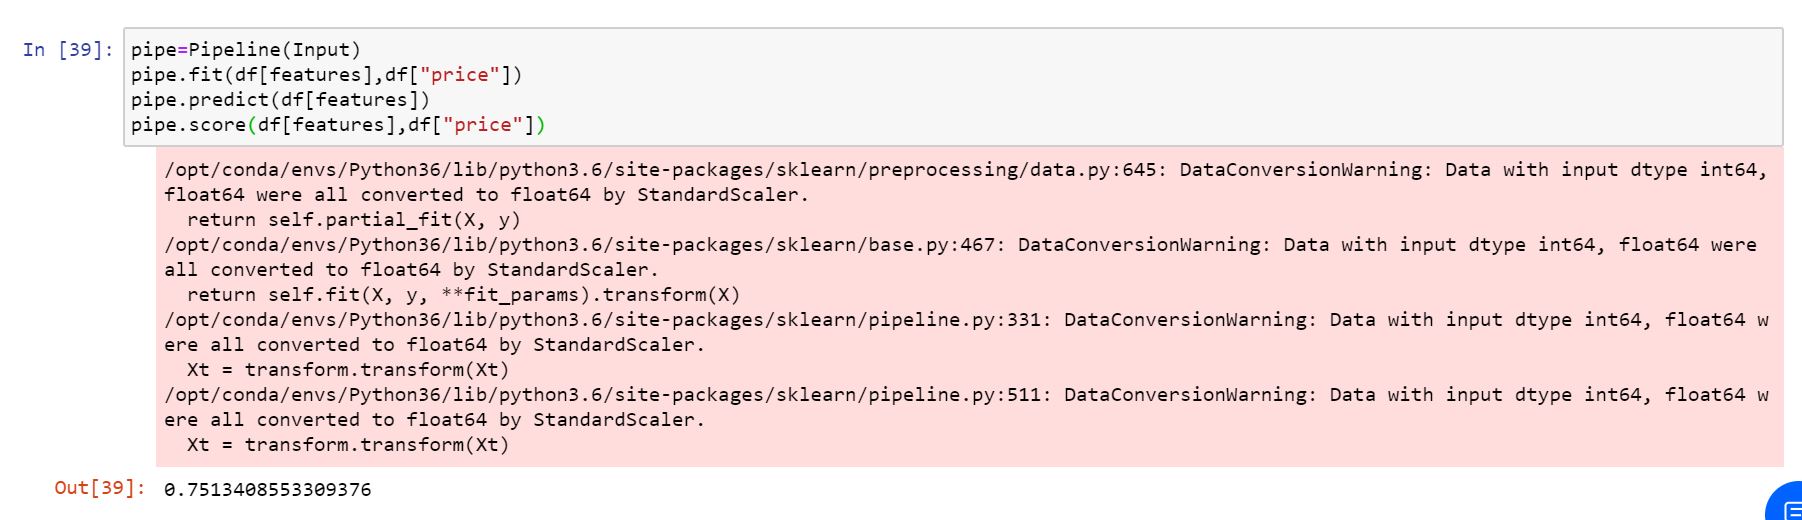 In [39]: pipe=Pipeline(Input)
pipe.fit(df[features],df["price"])
pipe.predict(df[features])
pipe.score(df[features],df["price"])
/opt/conda/envs/Python36/lib/python3.6/site-packages/sklearn/preprocessing/data.py:645: DataConversionWarning: Data with input dtype int64,
float64 were all converted to float64 by StandardScaler.
  return self.partial_fit(X, y)
/opt/conda/envs/Python36/lib/python3.6/site-packages/sklearn/base.py:467: DataConversionWarning: Data with input dtype int64, float64 were
all converted to float64 by StandardScaler.
  return self.fit(X, y, **fit_params).transform(X)
/opt/conda/envs/Python36/lib/python3.6/site-packages/sklearn/pipeline.py:331: DataConversionWarning: Data with input dtype int64, float64 w
ere all converted to float64 by StandardScaler.
  Xt = transform.transform(Xt)
/opt/conda/envs/Python36/lib/python3.6/site-packages/sklearn/pipeline.py:511: DataConversionWarning: Data with input dtype int64, float64 w
ere all converted to float64 by StandardScaler.
  Xt = transform.transform(Xt)
Out[39]: 0.7513408553309376